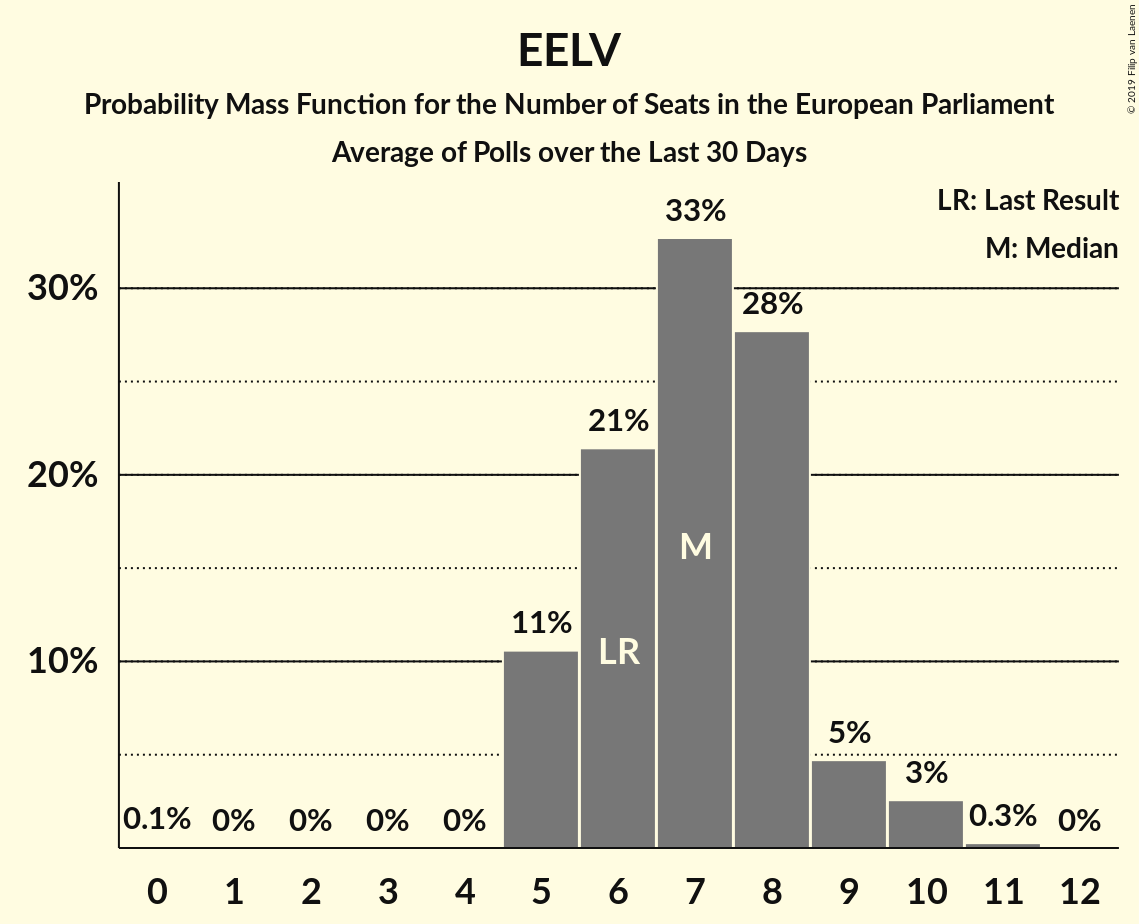 EELV
Probability Mass Function for the Number of Seats in the European Parliament
Average of Polls over the Last 30 Days
© 2019 Filip van Laenen
LR: Last Result
M: Median
33%
30%
28%
21%
20%
M
11%
LR
10%
5%
3%
0.1% 0% 0% 0% 0% 0.3% 0%
0 1 2 3 4 5 6 7 8 9 10 11 12